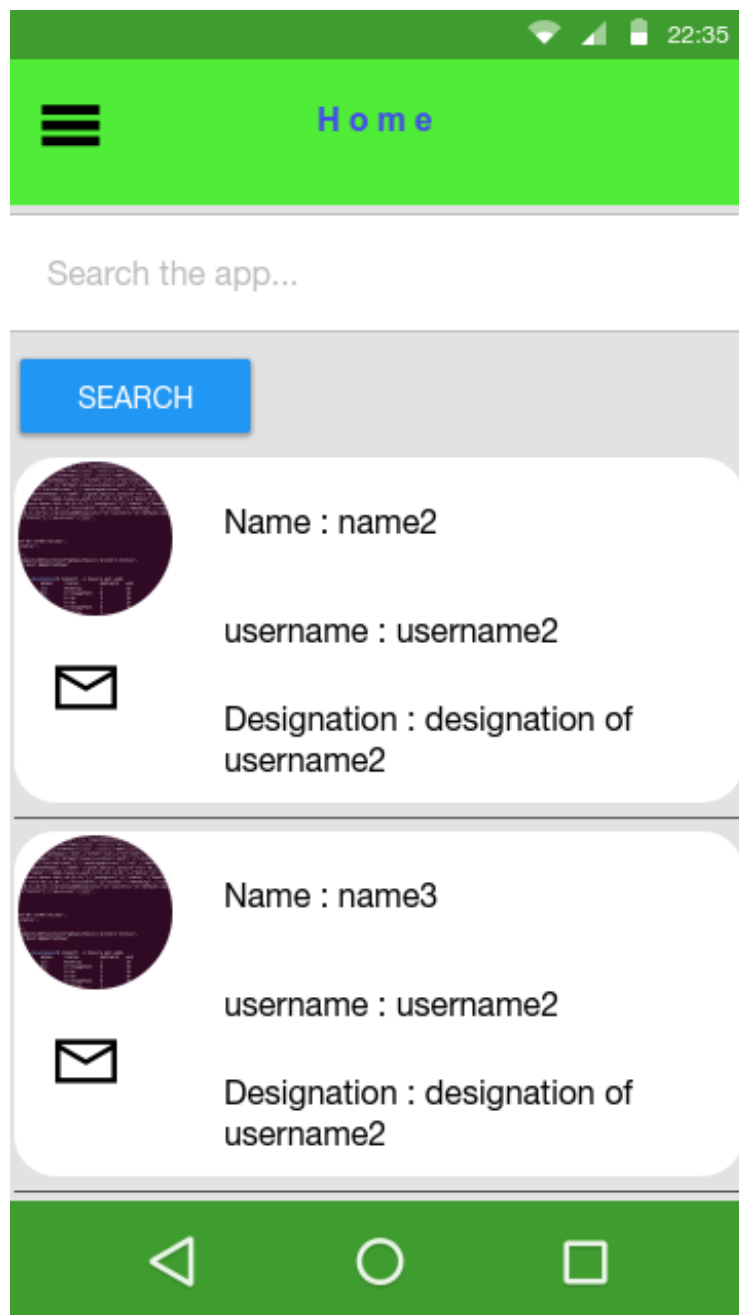 22:35
Home
Search the app...
SEARCH
Name : name2
username : username2
Designation : designation of
username2
Name : name3
username : username2
Designation : designation of
username2